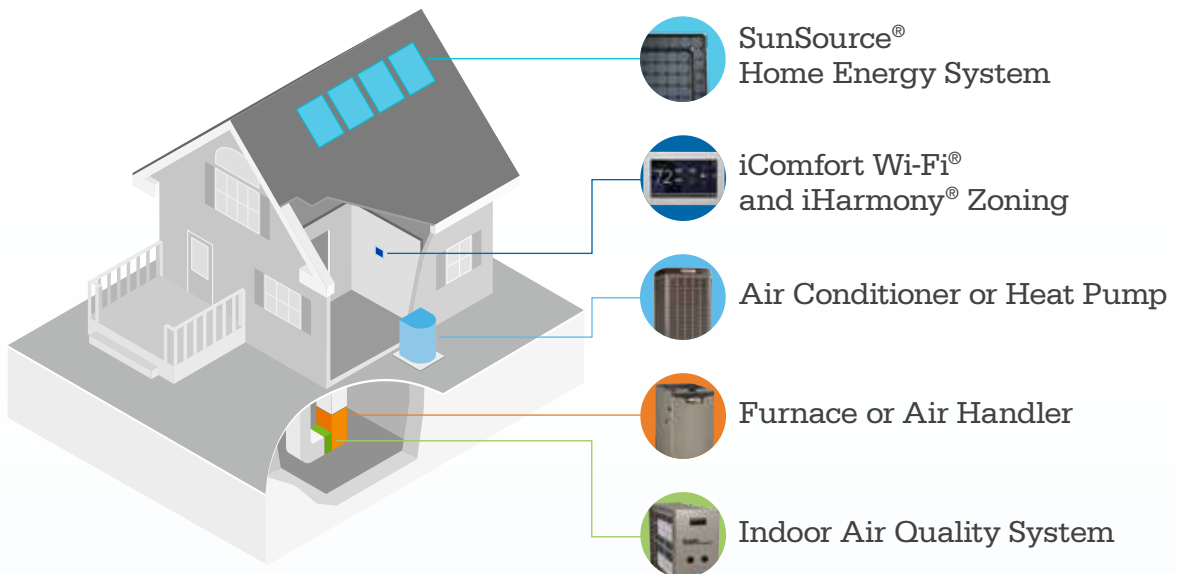 SunSource®
Home Energy System
72
iComfort Wi-Fi®
and iHarmony® Zoning
Air Conditioner or Heat Pump
Furnace or Air Handler
Indoor Air Quality System